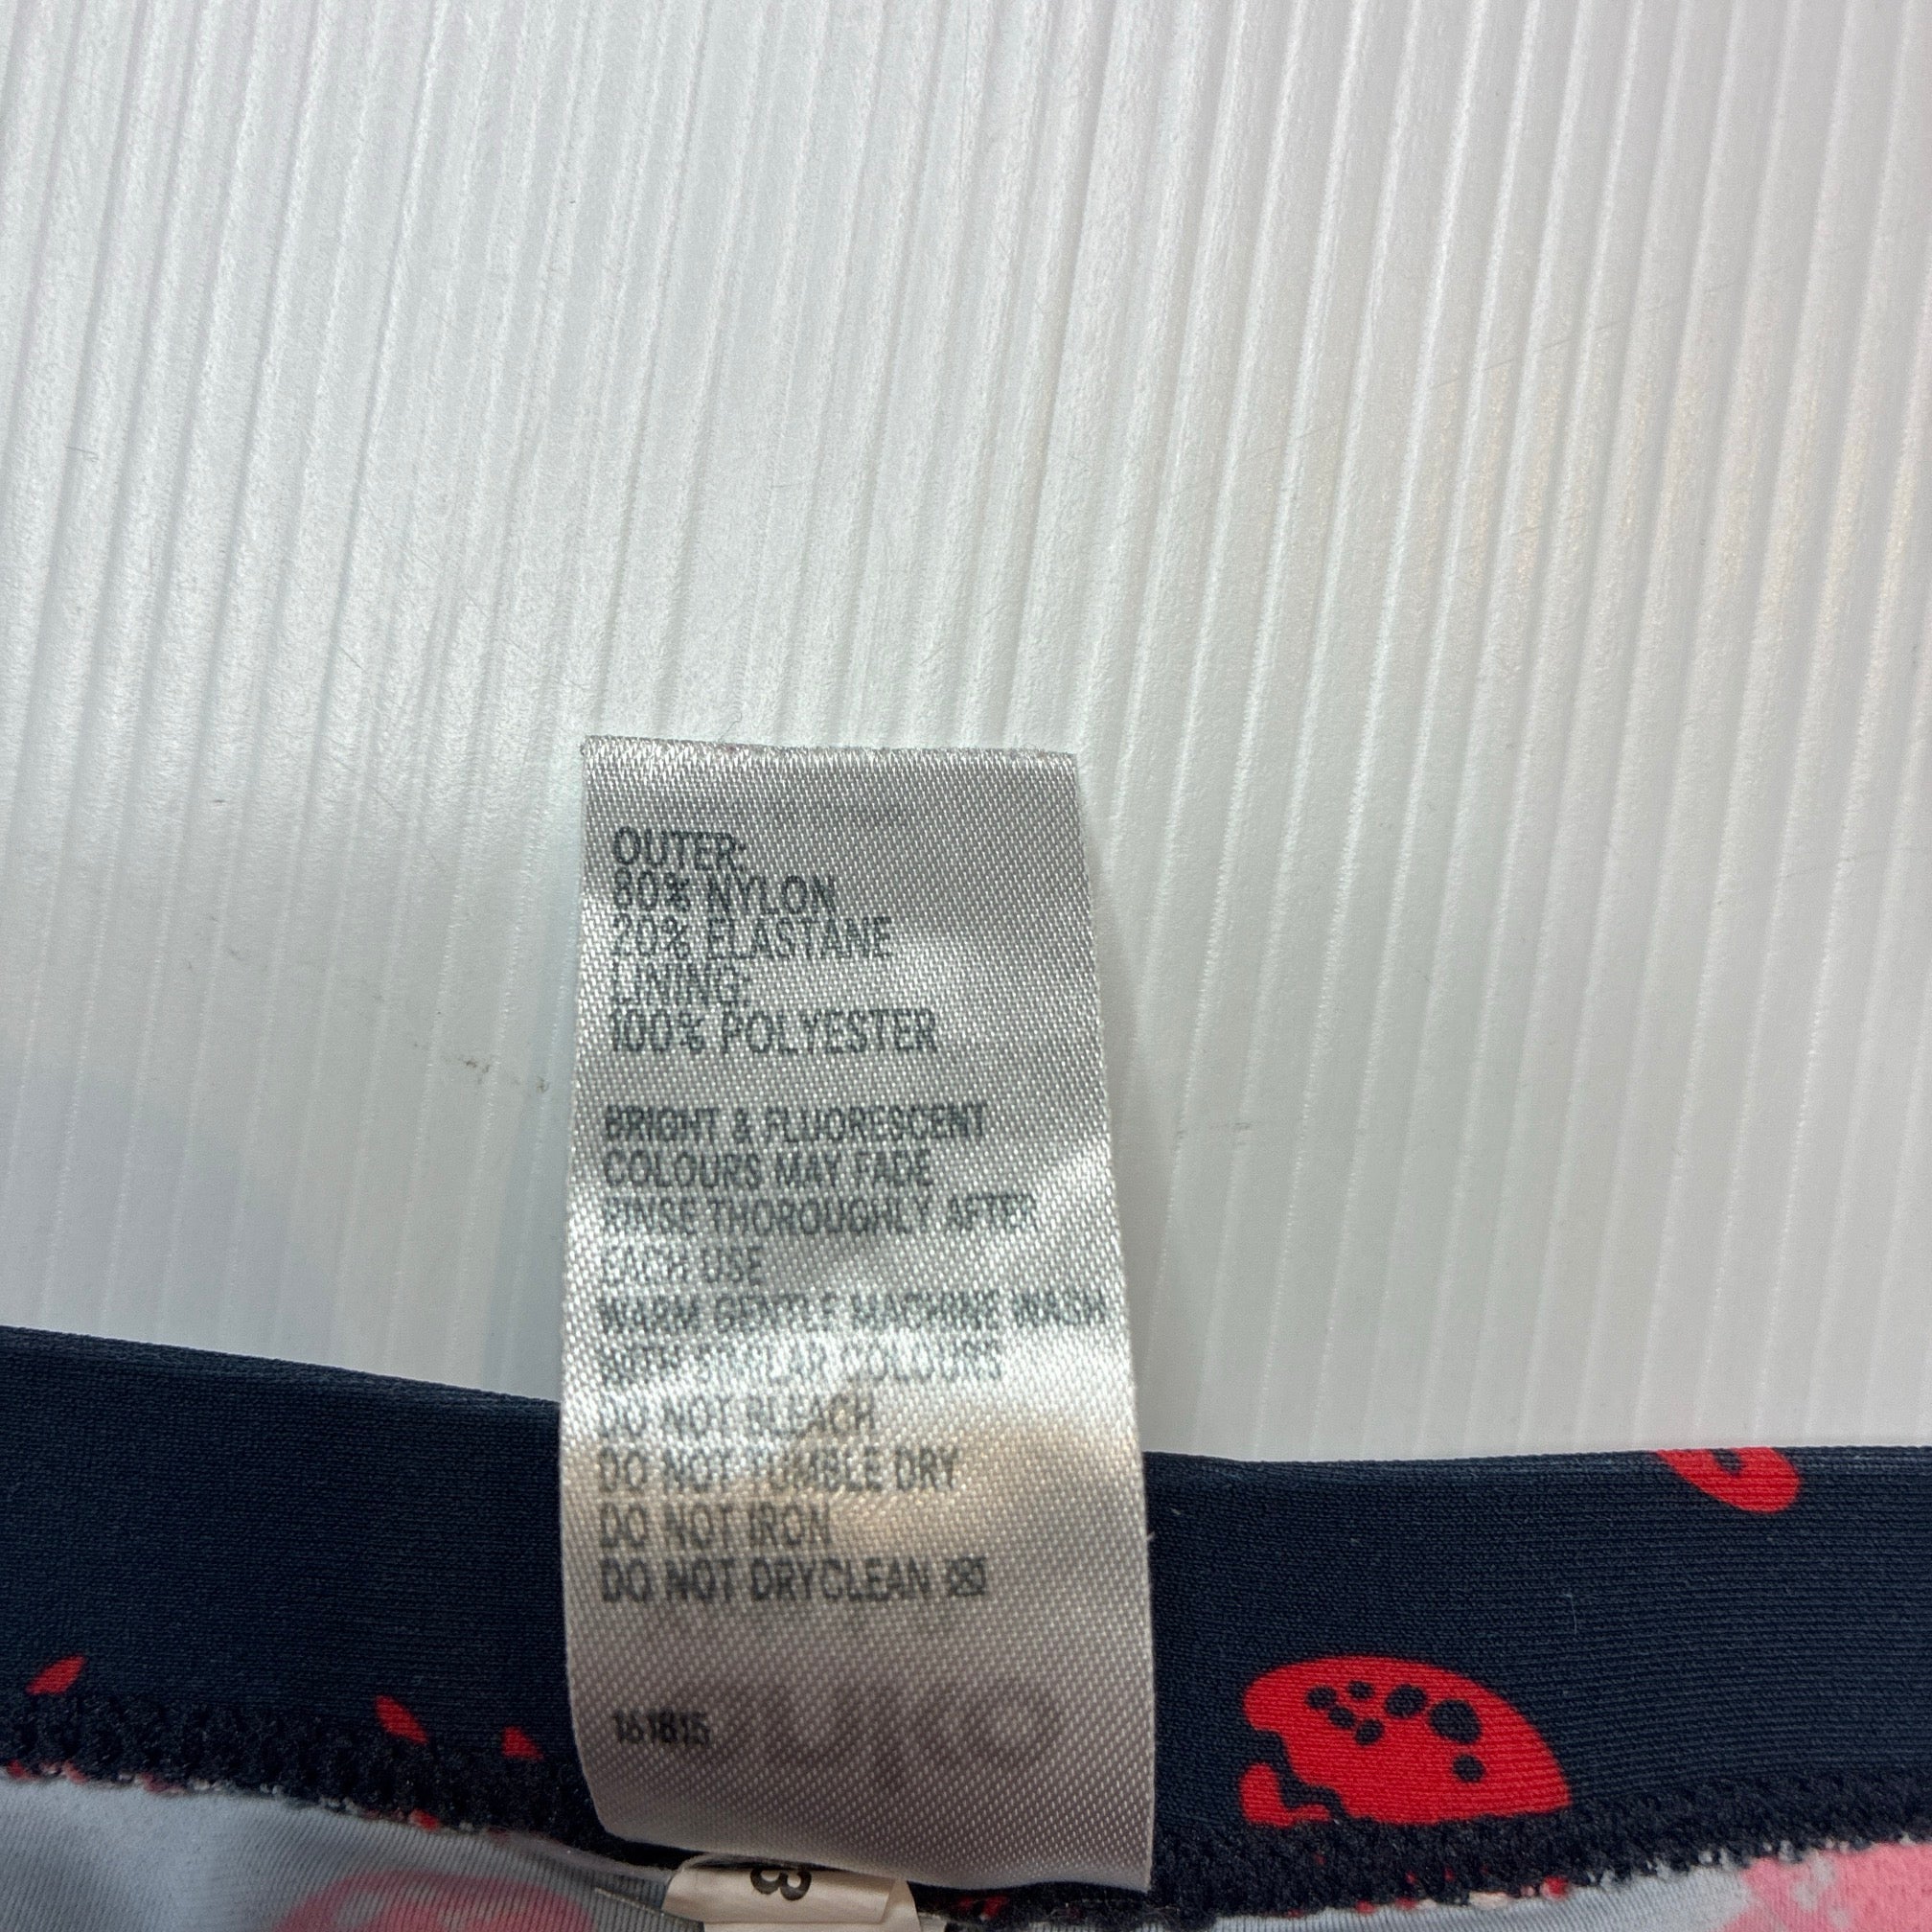 OUTER:
80% NYLON
20% ELASTANE
LINING:
100% POLYESTER
BRIGHT & FLUORESCENT
COLOURS MAY FADE
RINSE THOROUGHLY AFTER
EACH USE
WARM GENTLE MACHINE WASH
WITH SIMILAR COLOURS
DO NOT BLEACH
DO NOT TUMBLE DRY
DO NOT IRON
DO NOT DRYCLEAN
161815